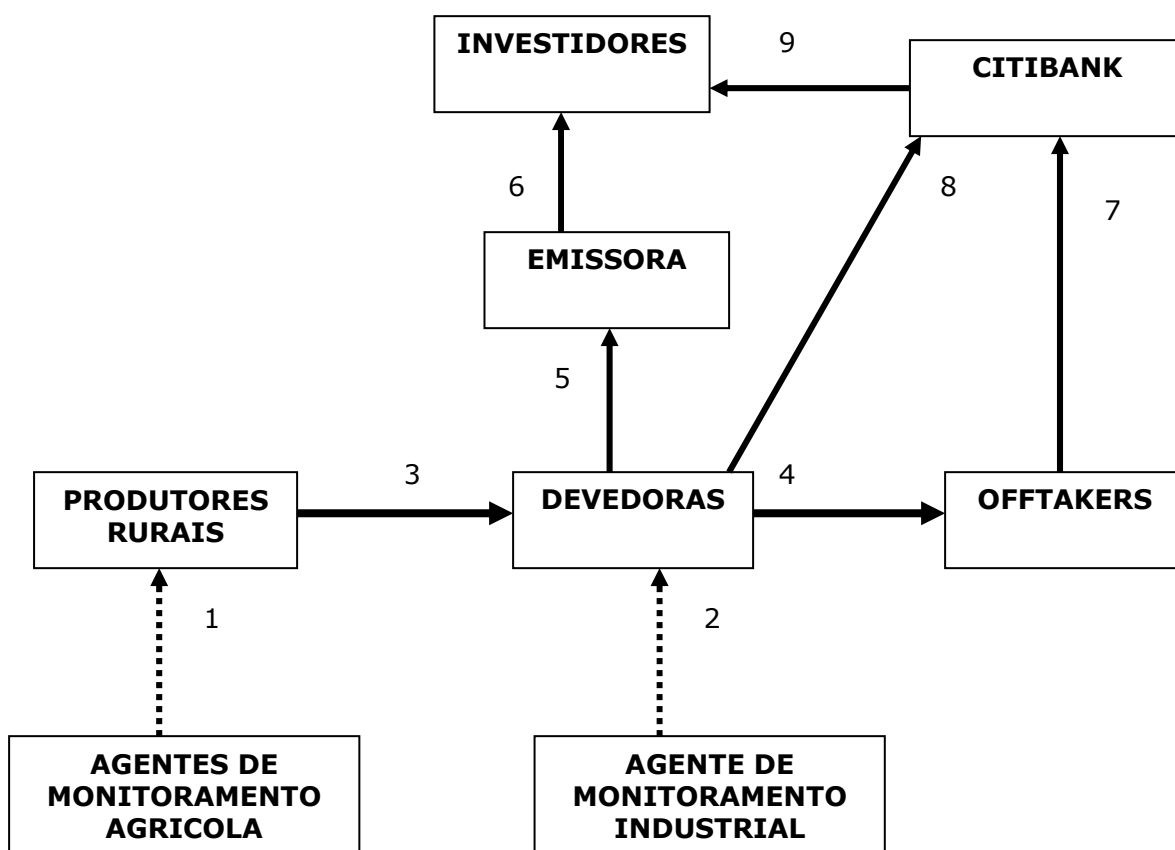 INVESTIDORES
9
CITIBANK
6
8
7
EMISSORA
5
3
4
PRODUTORES
RURAIS
DEVEDORAS
OFFTAKERS
1
2
AGENTES DE
MONITORAMENTO
AGRICOLA
AGENTE DE
MONITORAMENTO
INDUSTRIAL